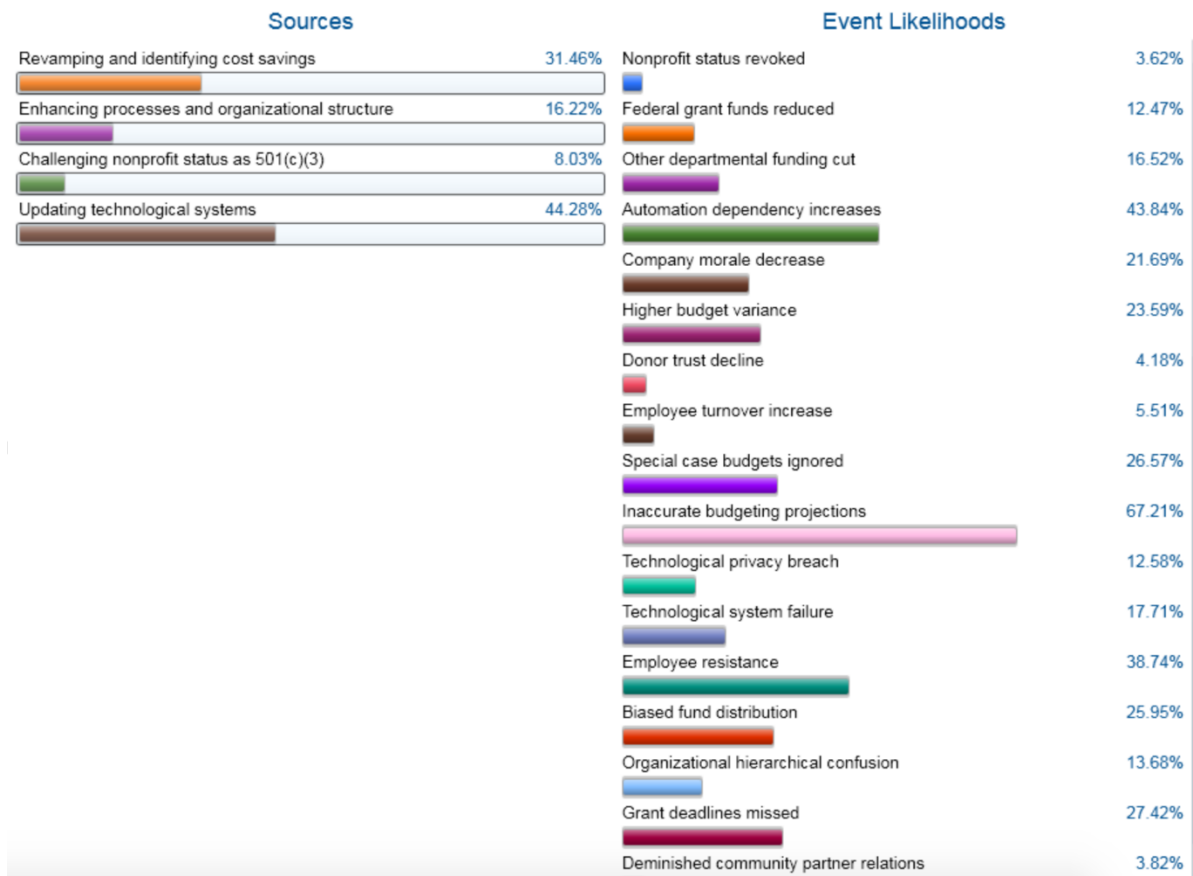 Sources
Revamping and identifying cost savings 31.46%
Enhancing processes and organizational structure 16.22%
Challenging nonprofit status as 501(c)(3) 8.03%
Updating technological systems 44.28%
Event Likelihoods
Nonprofit status revoked 3.62%
Federal grant funds reduced 12.47%
Other departmental funding cut 16.52%
Automation dependency increases 43.84%
Company morale decrease 21.69%
Higher budget variance 23.59%
Donor trust decline 4.18%
Employee turnover increase 5.51%
Special case budgets ignored 26.57%
Inaccurate budgeting projections 67.21%
Technological privacy breach 12.58%
Technological system failure 17.71%
Employee resistance 38.74%
Biased fund distribution 25.95%
Organizational hierarchical confusion 13.68%
Grant deadlines missed 27.42%
Deminished community partner relations 3.82%